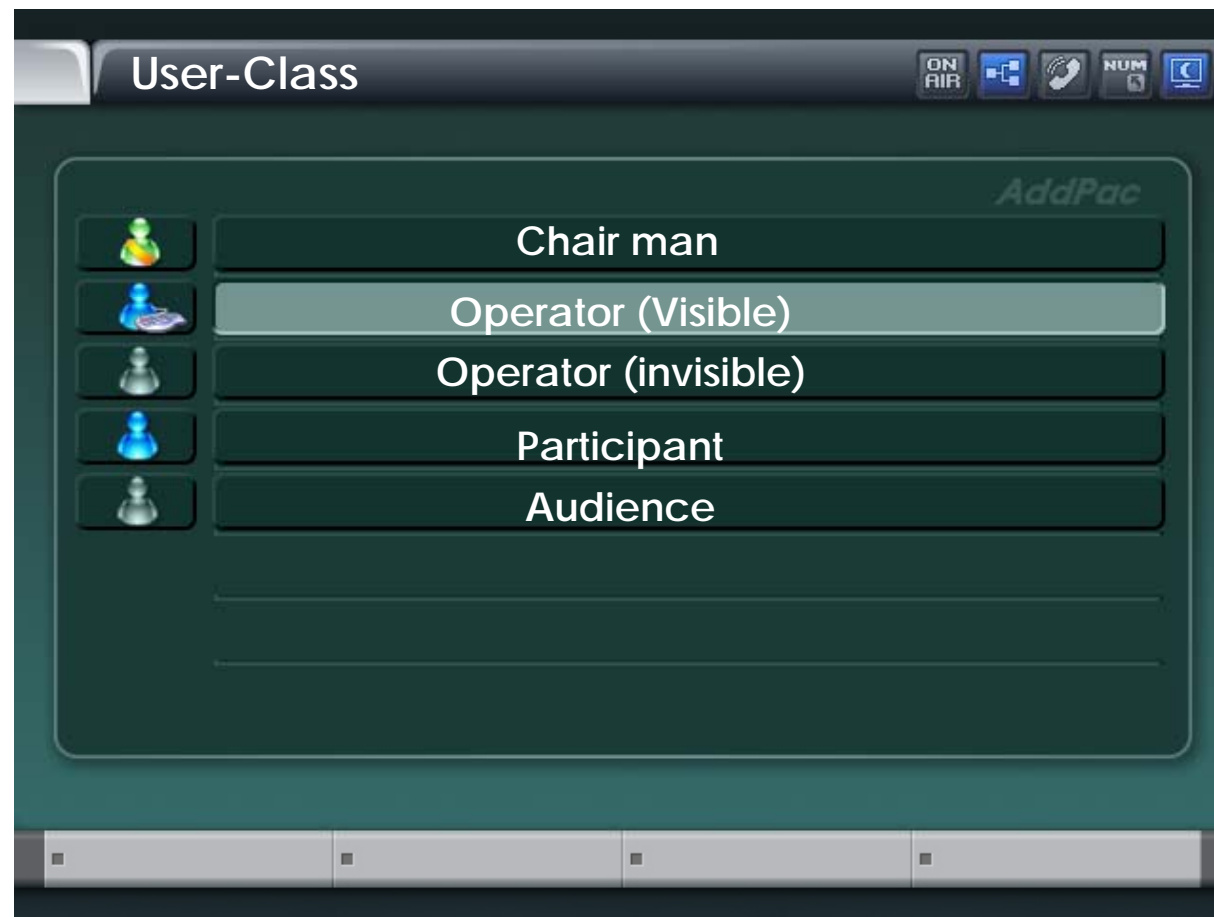 User-Class
ON AIR
NUM
AddPac
Chair man
Operator (Visible)
Operator (invisible)
Participant
Audience